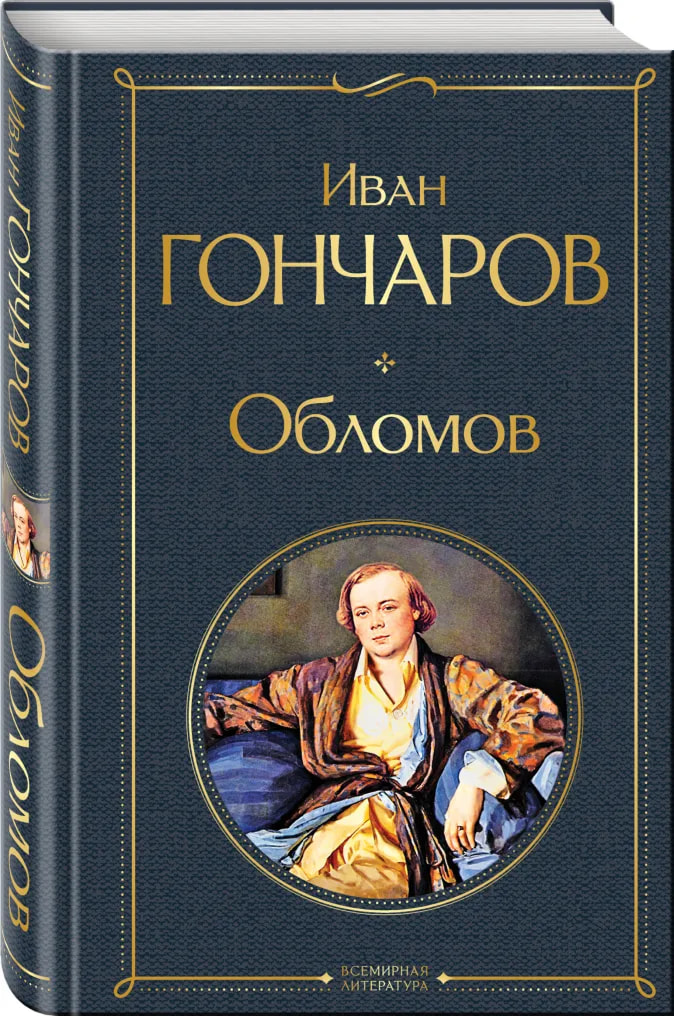 Иван
ГОНЧАРОВ
Обломов
ВСЕМИРНАЯ
ЛИТЕРАТУРА
Иван ГОНЧАРОВ
Обломов